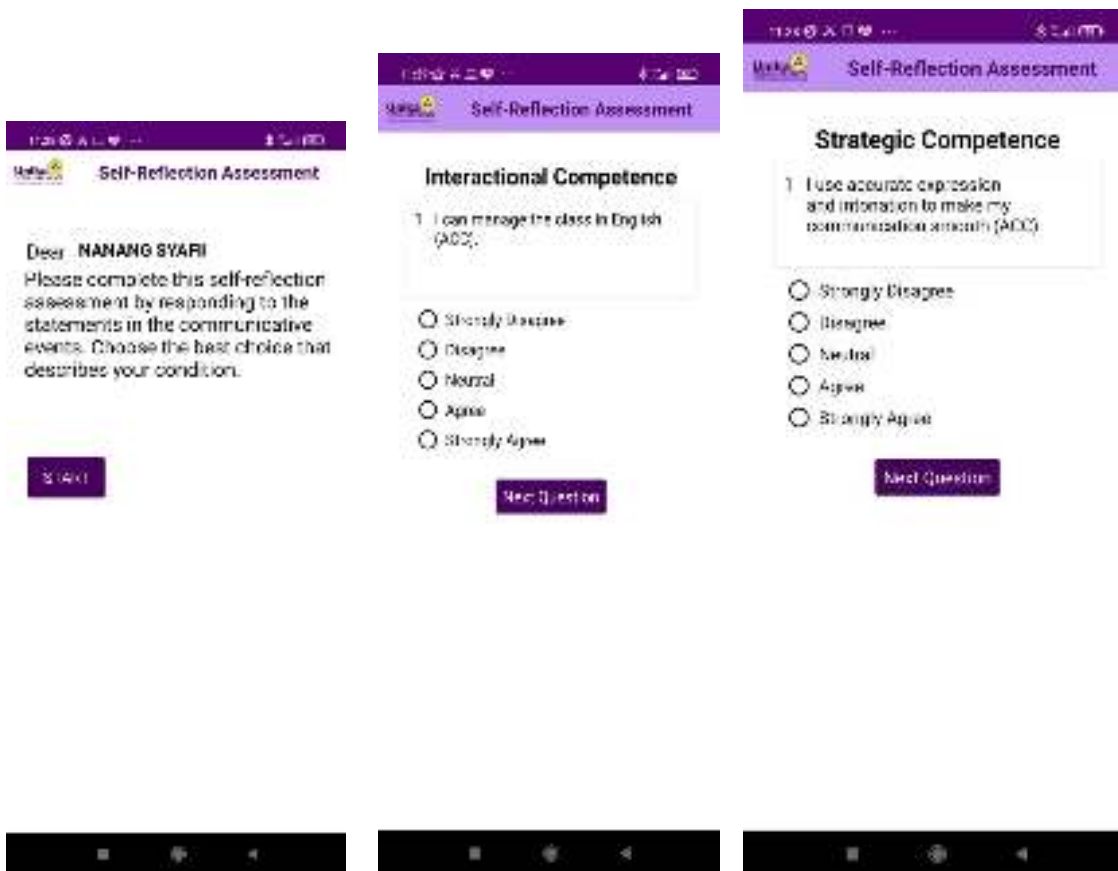 Self-Reflection Assessment
Dear NANANG SYAFII
Please complete this self-reflection
assessment by responding to the
statements in the communicative
events. Choose the best choice that
describes your condition.
START
Self-Reflection Assessment
Interactional Competence
1 I can manage the class in English
(ACC).
Strongly Disagree
Disagree
Neutral
Agree
Strongly Agree
Next Question
Self-Reflection Assessment
Strategic Competence
1 I use accurate expression
and intonation to make my
communication smooth (ACC)
Strongly Disagree
Disagree
Neutral
Agree
Strongly Agree
Next Question